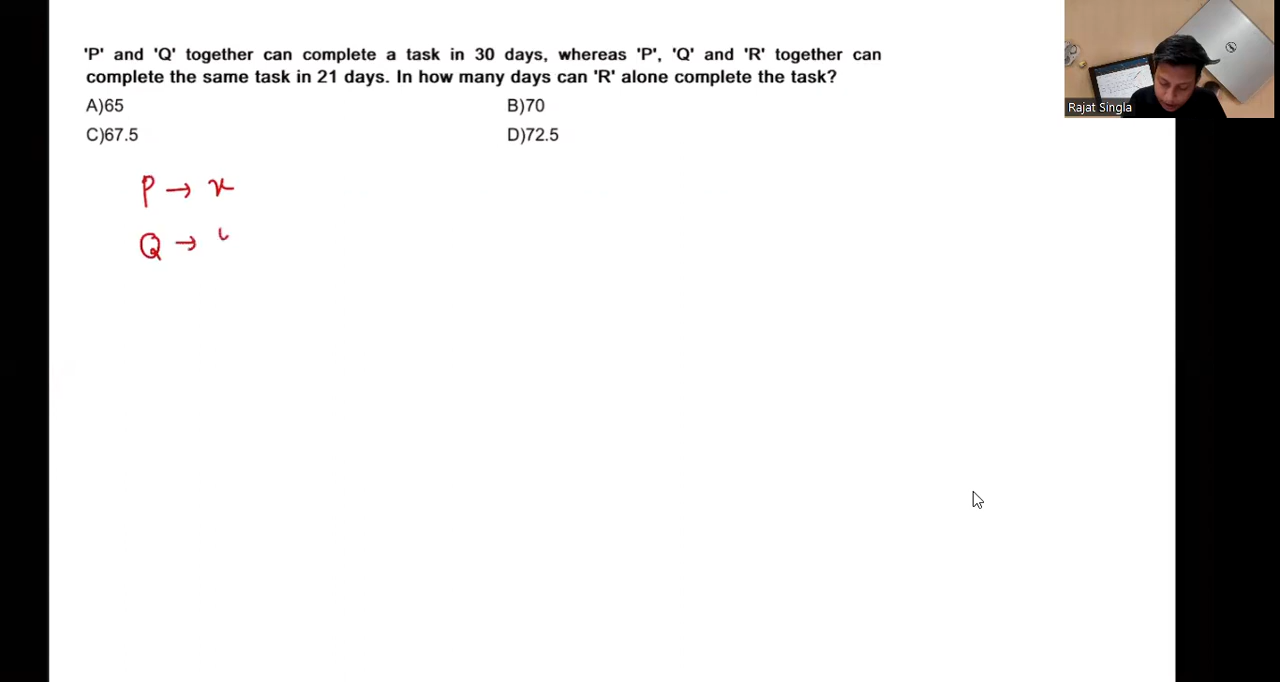 'P' and 'Q' together can complete a task in 30 days, whereas 'P', 'Q' and 'R' together can
complete the same task in 21 days. In how many days can 'R' alone complete the task?
A)65 B)70
C)67.5 D)72.5
P → x
Q →
Rajat Singla